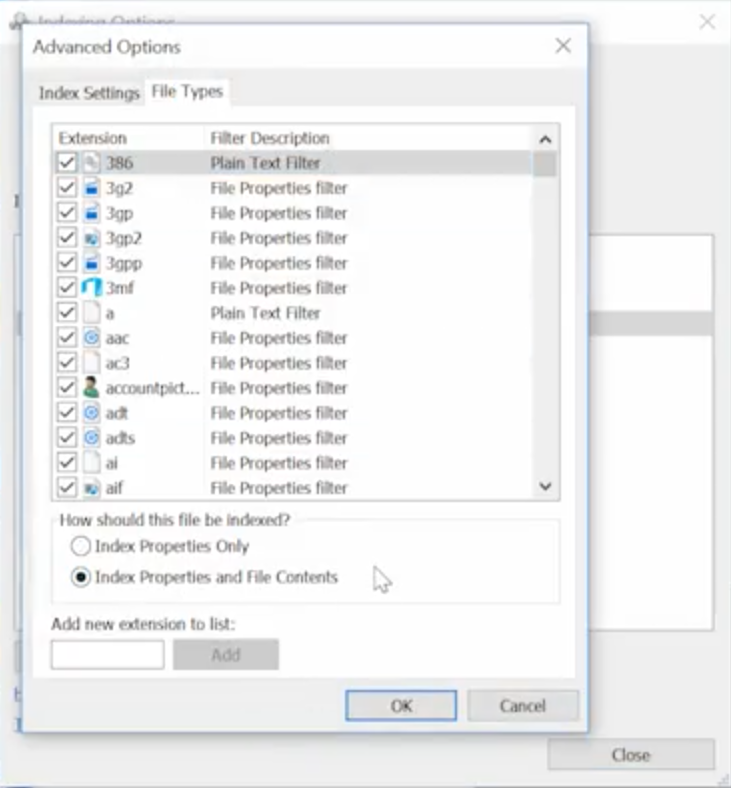 Indexing Options
Advanced Options
Index Settings File Types
Extension Filter Description
386 Plain Text Filter
3g2 File Properties filter
3gp File Properties filter
3gp2 File Properties filter
3gpp File Properties filter
3mf File Properties filter
a Plain Text Filter
aac File Properties filter
ac3 File Properties filter
accountpict... File Properties filter
adt File Properties filter
adts File Properties filter
ai File Properties filter
aif File Properties filter
How should this file be indexed?
Index Properties Only
Index Properties and File Contents
Add new extension to list:
Add
OK Cancel
Close